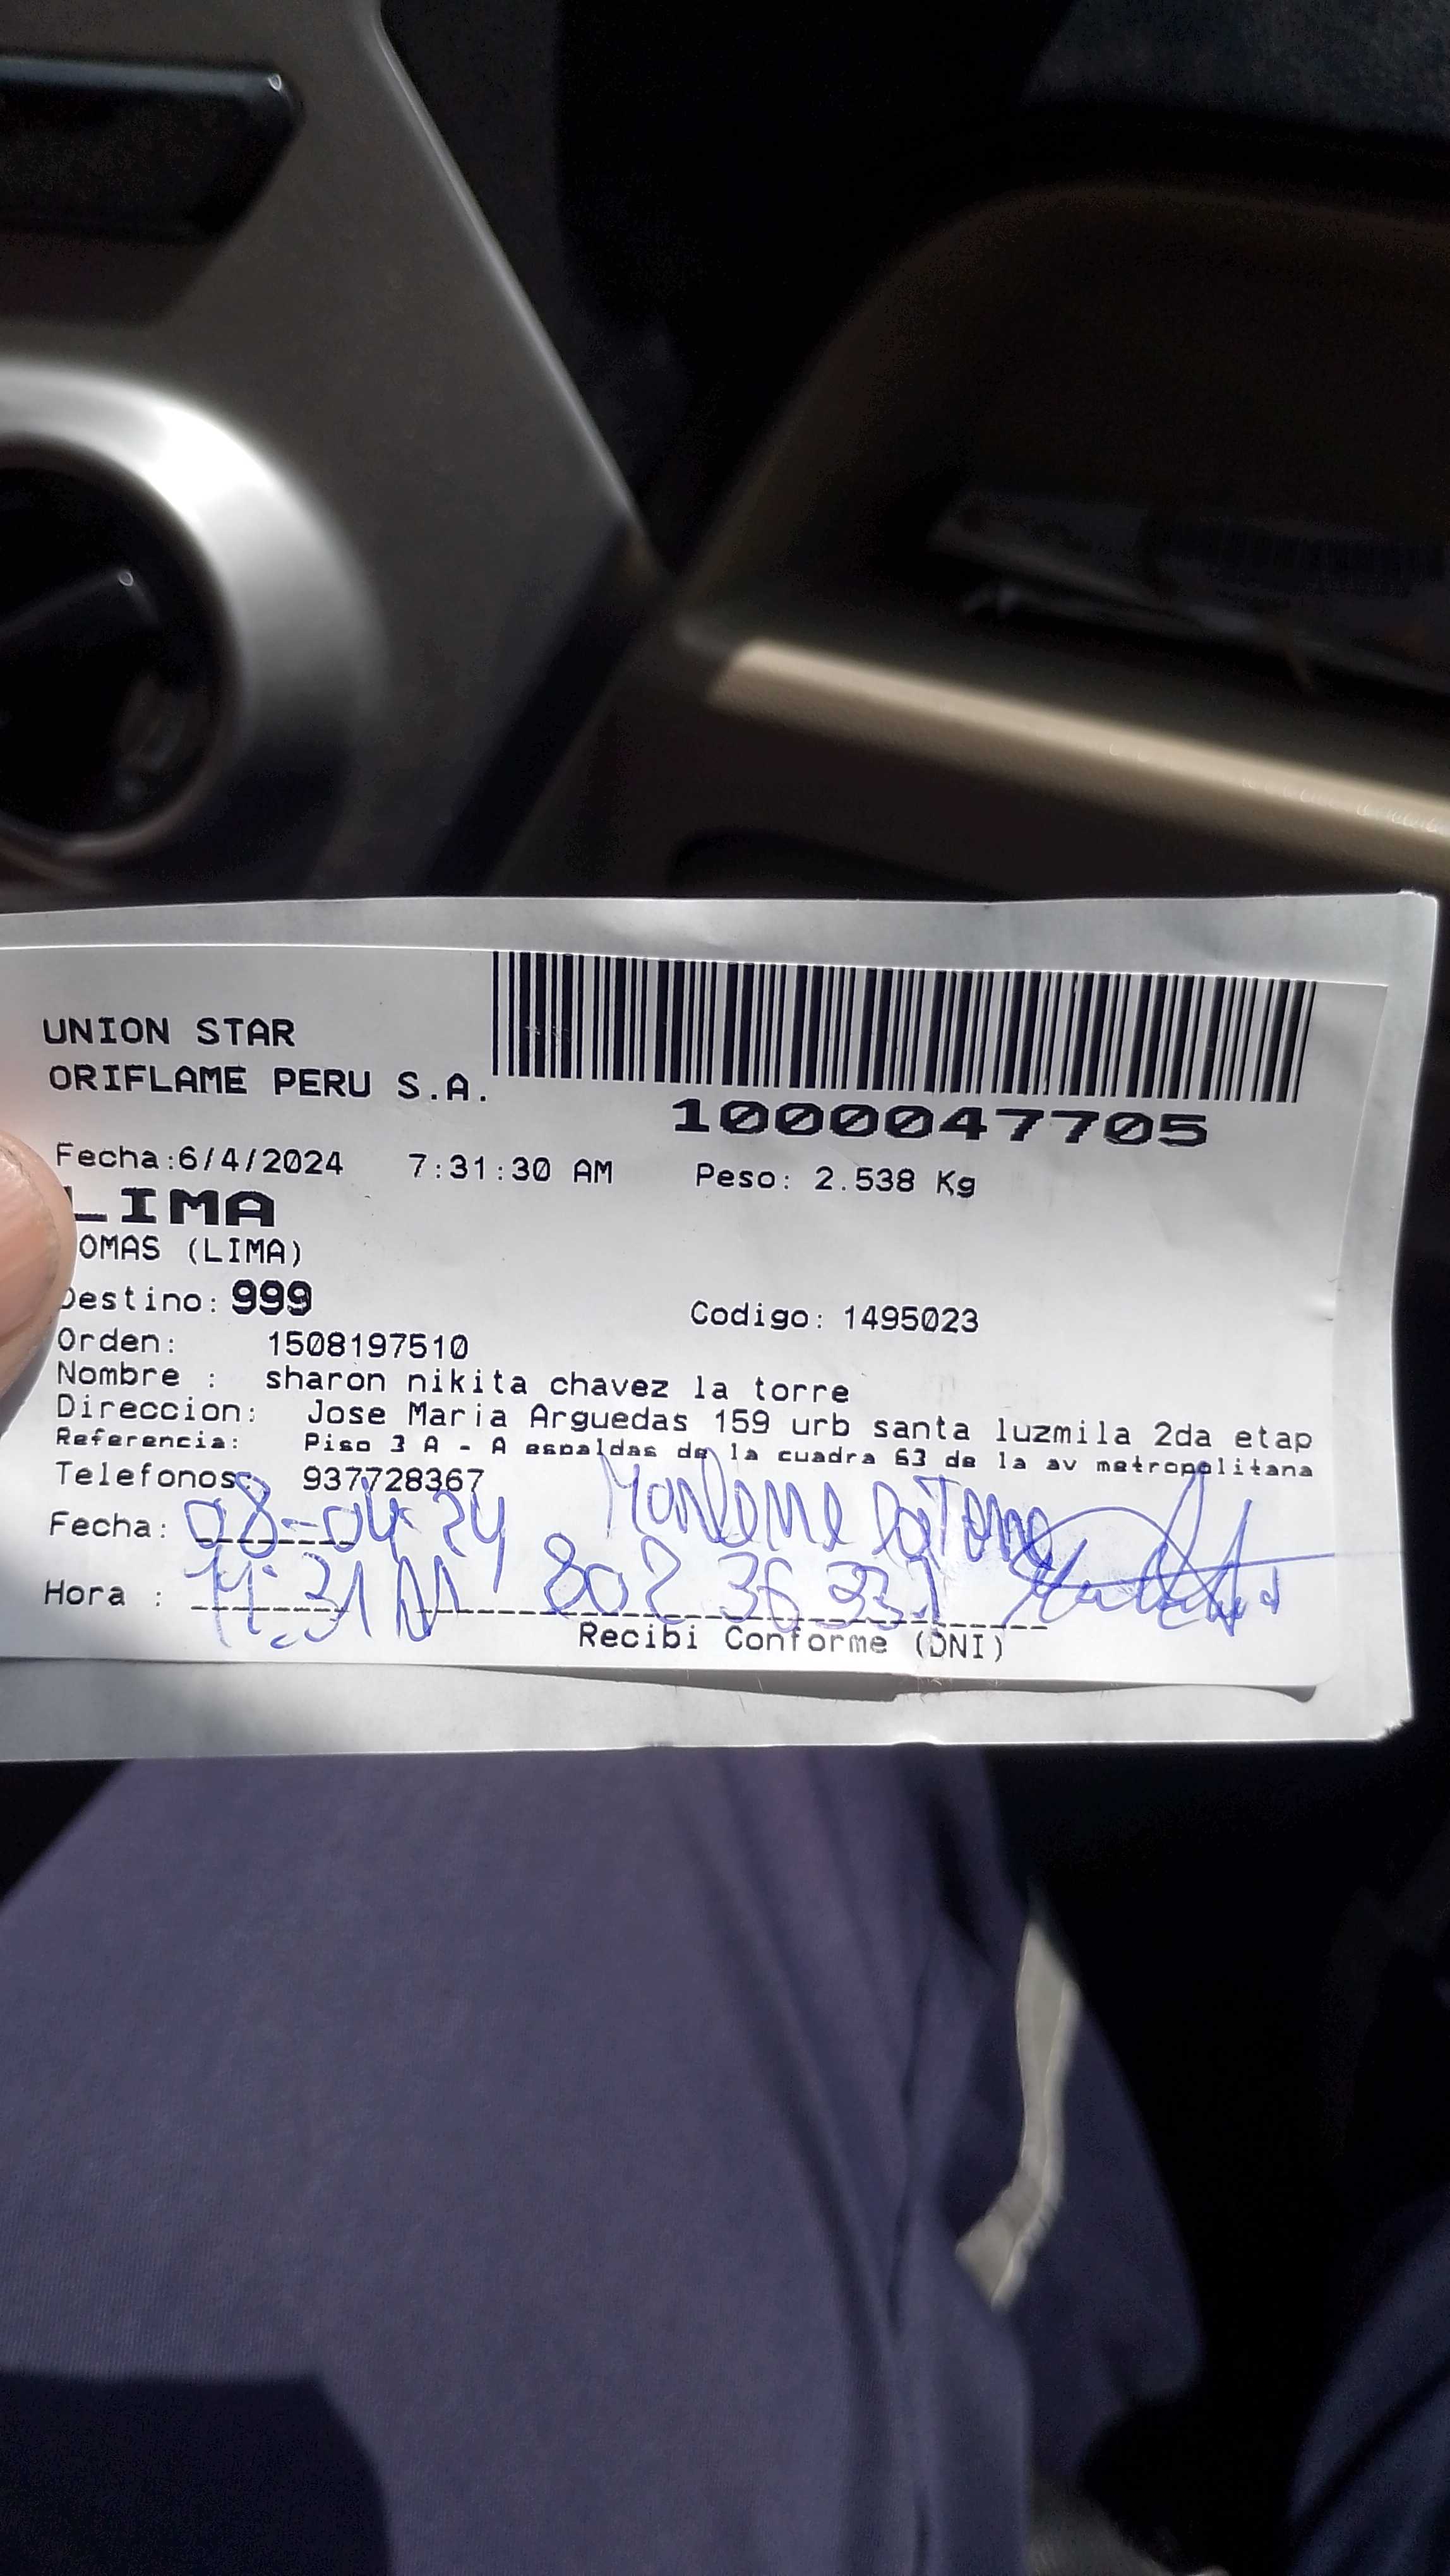 UNION STAR
ORIFLAME PERU S.A.
1000047705
Fecha:6/4/2024 7:31:30 AM Peso: 2.538 Kg
LIMA
OMAS (LIMA)
Destino: 999 Codigo: 1495023
Orden: 1508197510
Nombre : sharon nikita chavez la torre
Direccion: Jose Maria Arguedas 159 urb santa luzmila 2da etap
Referencia: Piso 3 A - A espaldas de la cuadra 63 de la av metropolitana
Telefonos: 937728367
Fecha: 08-04-24 la Torre
Hora : 11:31
Recibi Conforme (DNI)